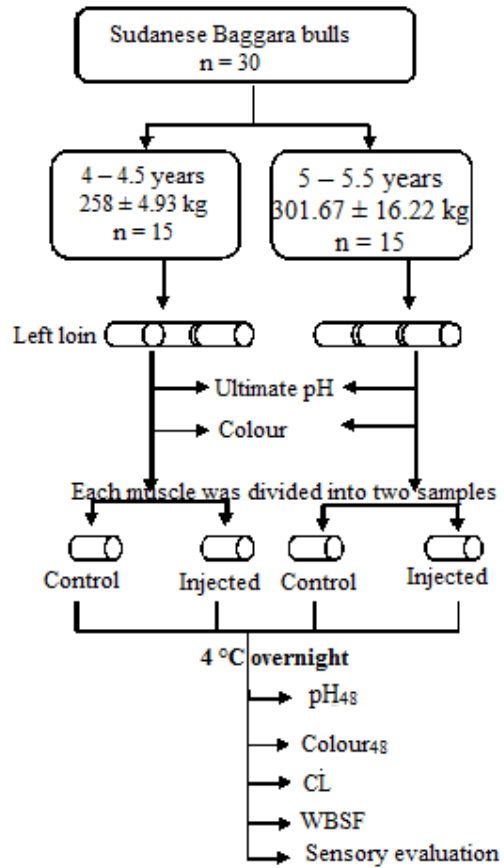 Sudanese Baggara bulls
n = 30
4 – 4.5 years
258 ± 4.93 kg
n = 15
5 – 5.5 years
301.67 ± 16.22 kg
n = 15
Left loin
Ultimate pH
Colour
Each muscle was divided into two samples
Control
Injected
Control
Injected
4 °C overnight
pH48
Colour48
CL
WBSF
Sensory evaluation